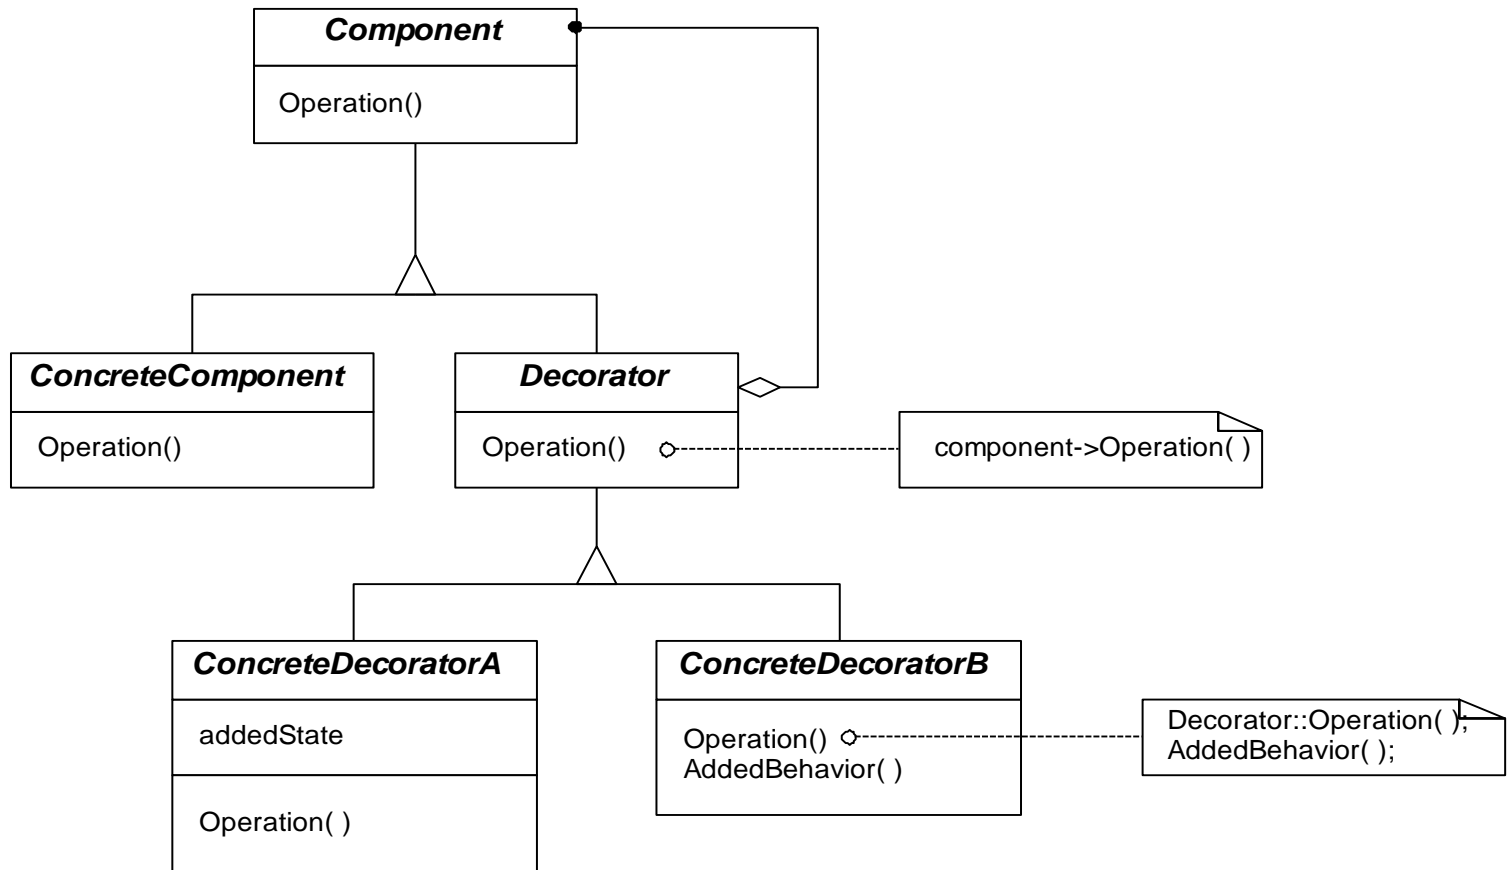 Component
Operation()
ConcreteComponent
Operation()
Decorator
Operation()
component->Operation( )
ConcreteDecoratorA
addedState
Operation( )
ConcreteDecoratorB
Operation()
AddedBehavior( )
Decorator::Operation( );
AddedBehavior( );